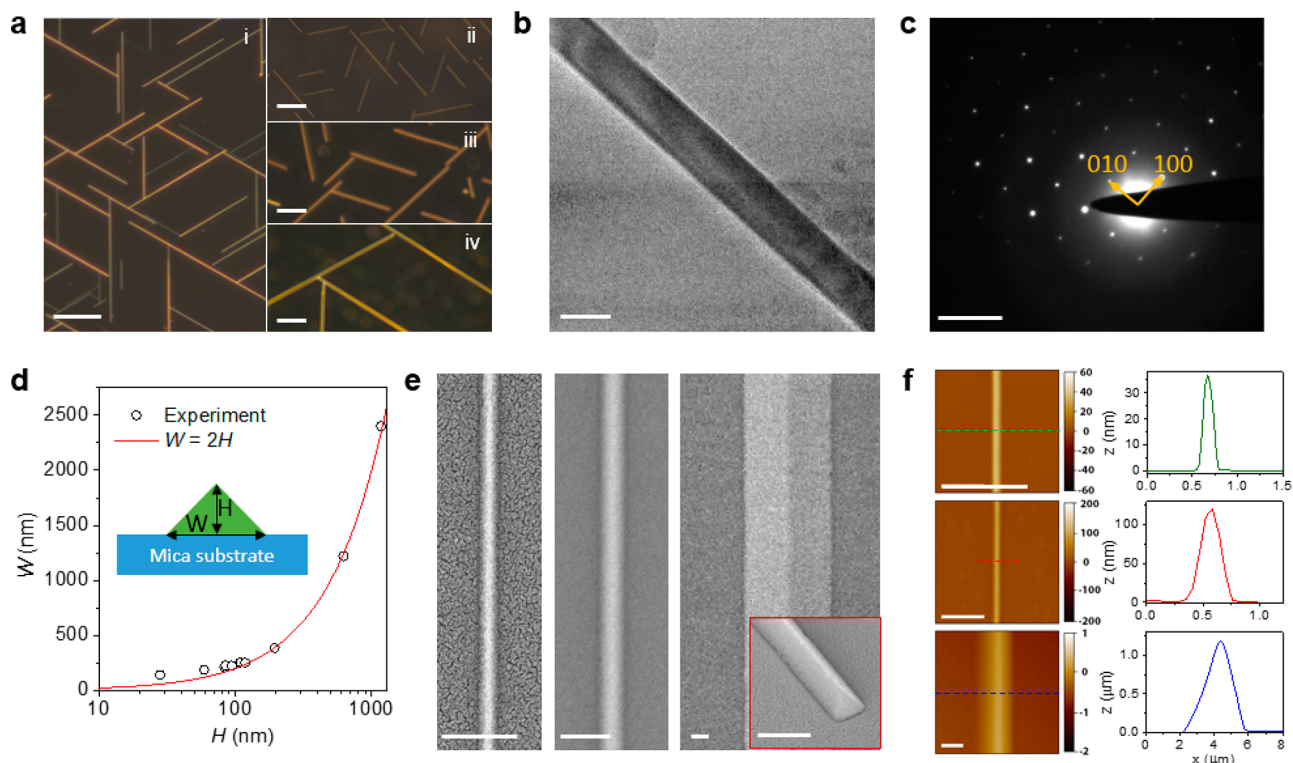 a
i
ii
iii
iv
b
c
010
100
d
2500
2000
1500
1000
500
0
W (nm)
Experiment
W = 2H
H
W
Mica substrate
10
100
1000
H (nm)
e
f
60
40
20
0
-20
-40
-60
Z (nm)
30
20
10
0
0.0
0.5
1.0
1.5
200
100
0
-100
-200
Z (nm)
100
50
0
0.0
0.5
1.0
1
0
-1
-2
Z (μm)
1.0
0.5
0.0
0
2
4
6
8
x (μm)